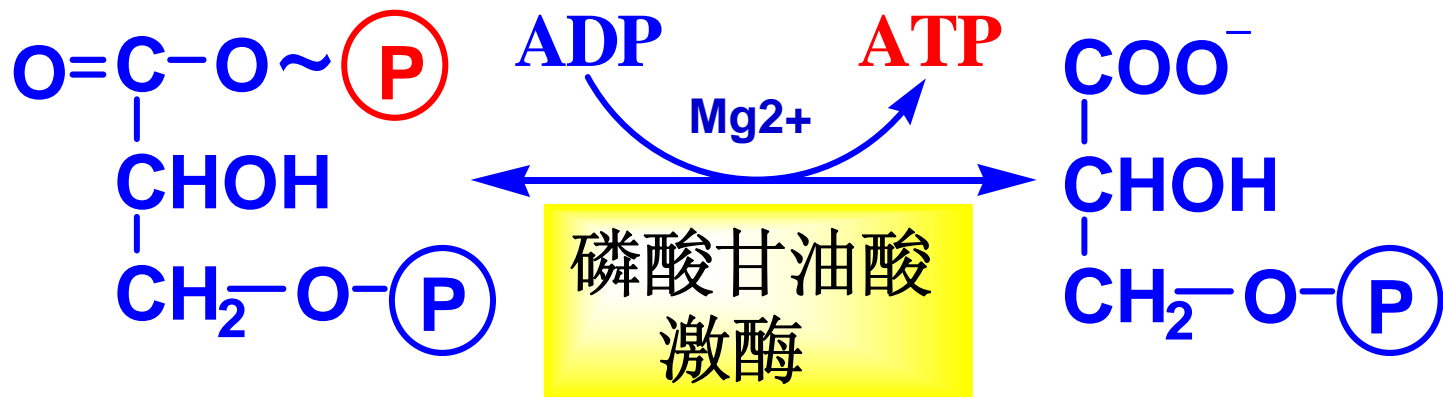 O=C-O~P
CHOH
CH2-O-P
ADP
ATP
Mg2+
磷酸甘油酸
激酶
COO⁻
CHOH
CH2-O-P